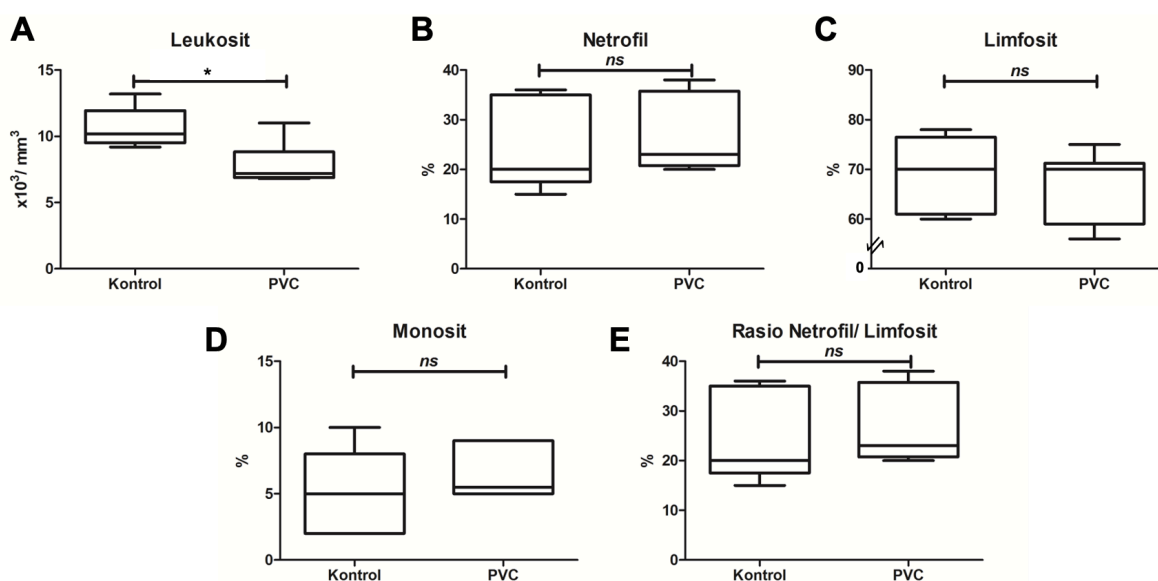 A
Leukosit
*
15
10
5
0
x10³/ mm³
Kontrol
PVC
B
Netrofil
ns
40
30
20
10
0
%
Kontrol
PVC
C
Limfosit
ns
90
80
70
60
0
%
Kontrol
PVC
D
Monosit
ns
15
10
5
0
%
Kontrol
PVC
E
Rasio Netrofil/ Limfosit
ns
40
30
20
10
0
%
Kontrol
PVC